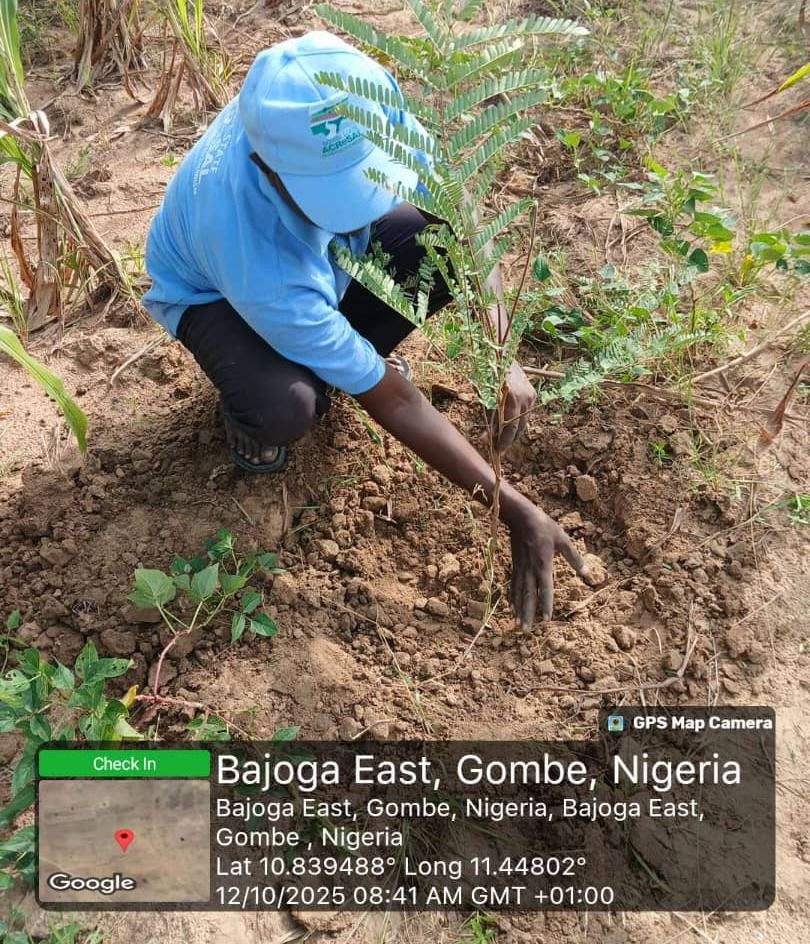 ACReSAL
GPS Map Camera
Check In
Bajoga East, Gombe, Nigeria
Bajoga East, Gombe, Nigeria, Bajoga East,
Gombe , Nigeria
Lat 10.839488° Long 11.44802°
12/10/2025 08:41 AM GMT +01:00
Google